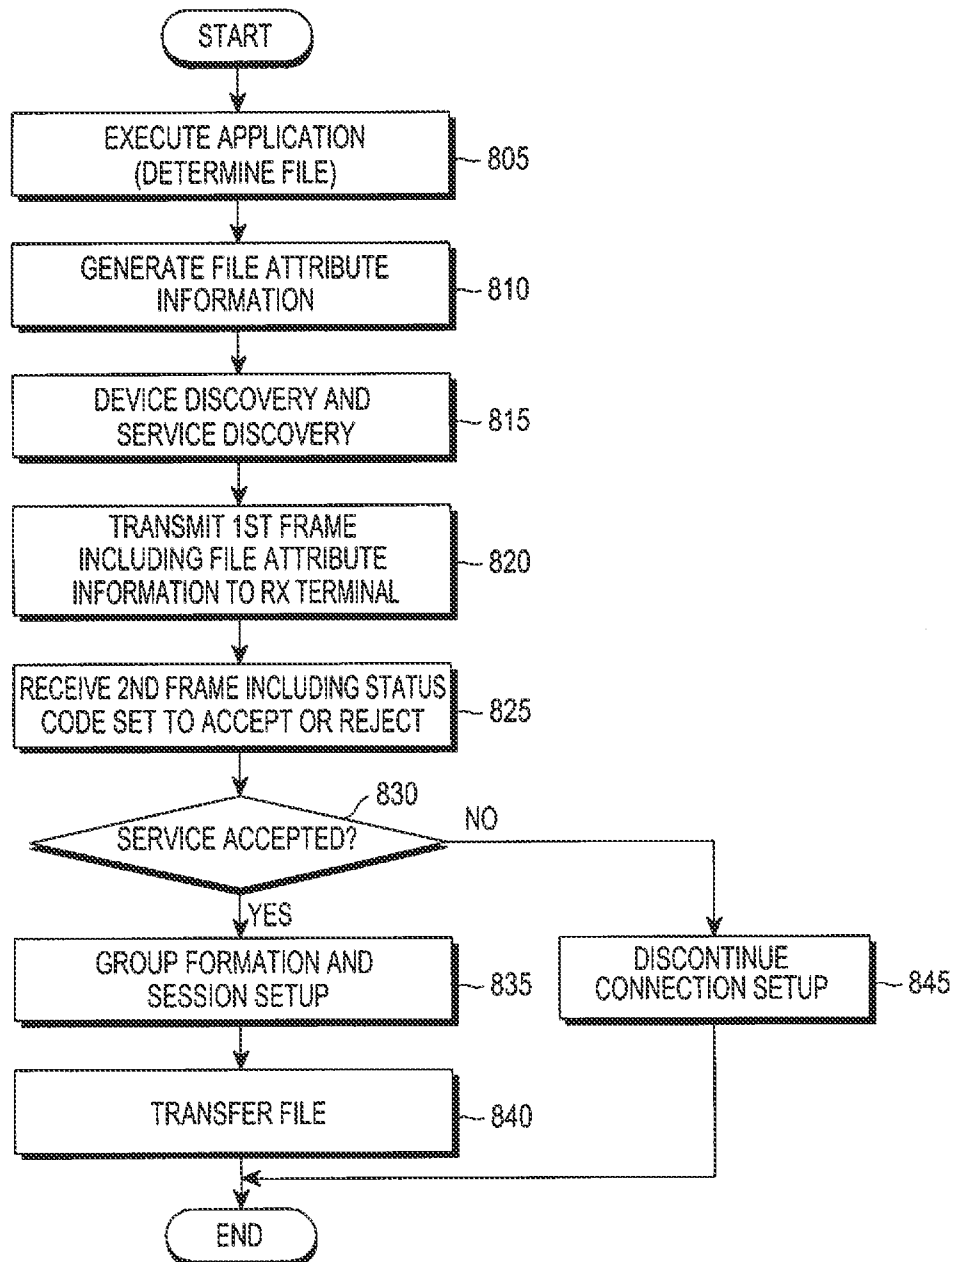 START
EXECUTE APPLICATION
(DETERMINE FILE)
805
GENERATE FILE ATTRIBUTE
INFORMATION
810
DEVICE DISCOVERY AND
SERVICE DISCOVERY
815
TRANSMIT 1ST FRAME
INCLUDING FILE ATTRIBUTE
INFORMATION TO RX TERMINAL
820
RECEIVE 2ND FRAME INCLUDING STATUS
CODE SET TO ACCEPT OR REJECT
825
830
SERVICE ACCEPTED?
NO
YES
GROUP FORMATION AND
SESSION SETUP
835
DISCONTINUE
CONNECTION SETUP
845
TRANSFER FILE
840
END